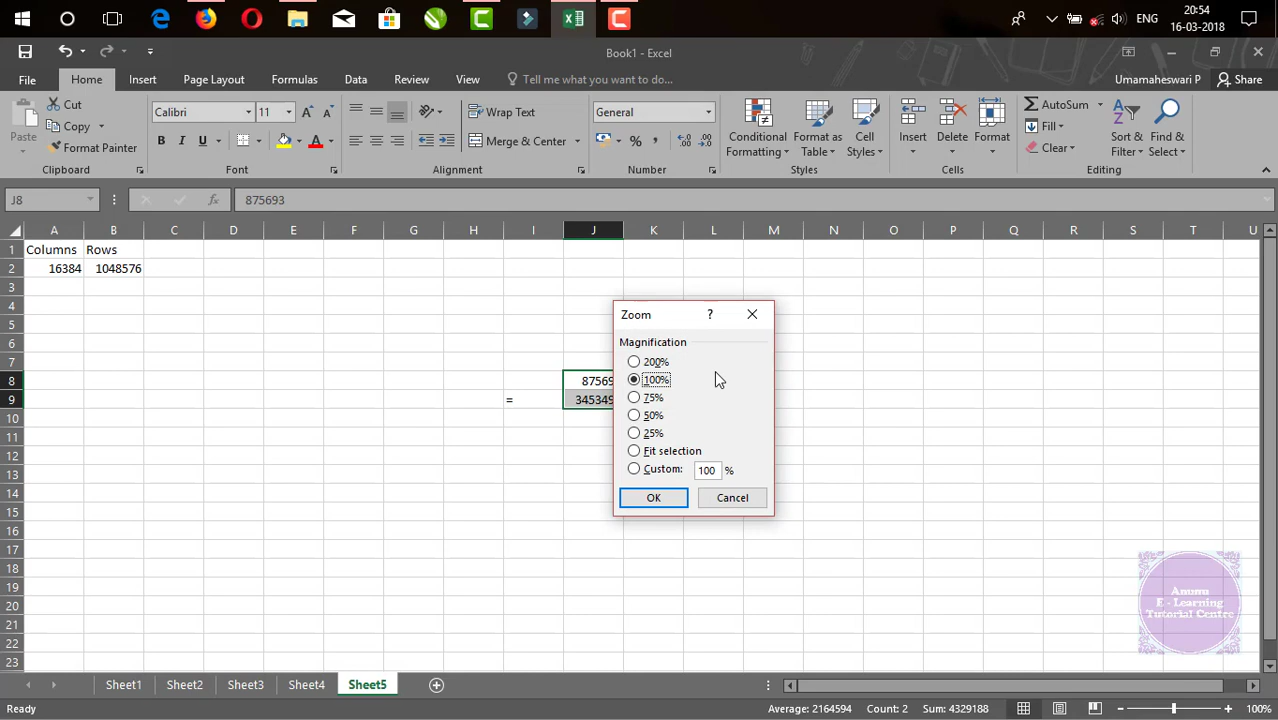 ENG
20:54
16-03-2018
Book1 - Excel
File Home Insert Page Layout Formulas Data Review View Tell me what you want to do... Umamaheswari P Share
Paste
Cut
Copy
Format Painter
Clipboard
Calibri 11
B I U
Font
Wrap Text
Merge & Center
Alignment
General
%
Number
Conditional Formatting
Format as Table
Cell Styles
Styles
Insert
Delete
Format
Cells
AutoSum
Fill
Clear
Sort & Filter
Find & Select
Editing
J8 fx 875693
A B C D E F G H I J K L M N O P Q R S T U
1 Columns Rows
2 16384 1048576
3
4
5
6
7
8 87569
9 = 345349
10
11
12
13
14
15
16
17
18
19
20
21
22
23
Zoom ?
Magnification
200%
100%
75%
50%
25%
Fit selection
Custom: 100 %
OK Cancel
Anumu
E - Learning
Tutorial Centre
Sheet1 Sheet2 Sheet3 Sheet4 Sheet5
Ready Average: 2164594 Count: 2 Sum: 4329188 100%